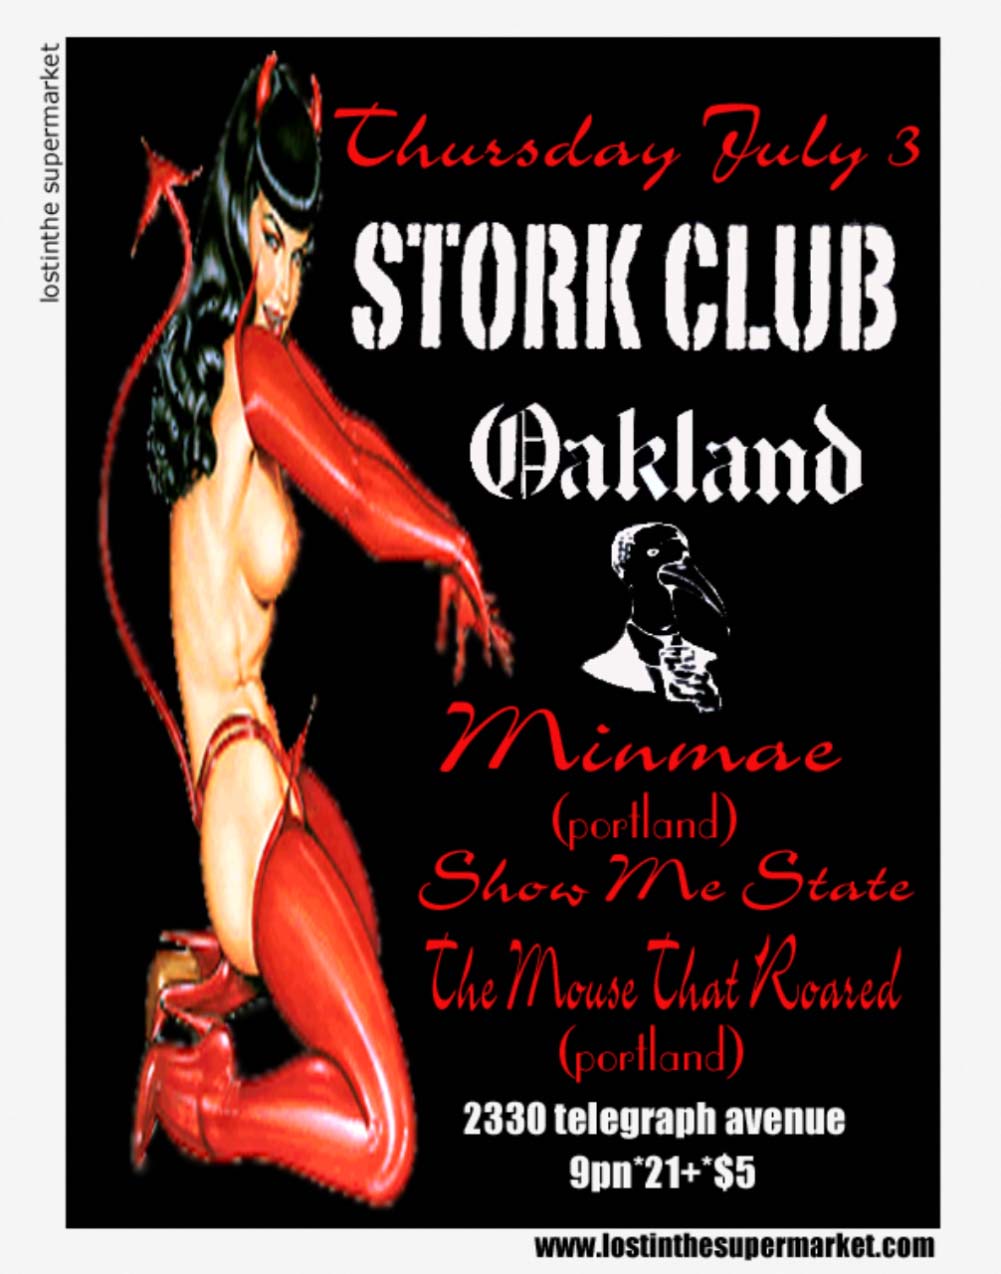 lostinthe supermarket
Thursday July 3
STORK CLUB
Oakland
Minmae
(portland)
Show Me State
The Mouse That Roared
(portland)
2330 telegraph avenue
9pn*21+*$5
www.lostinthesupermarket.com